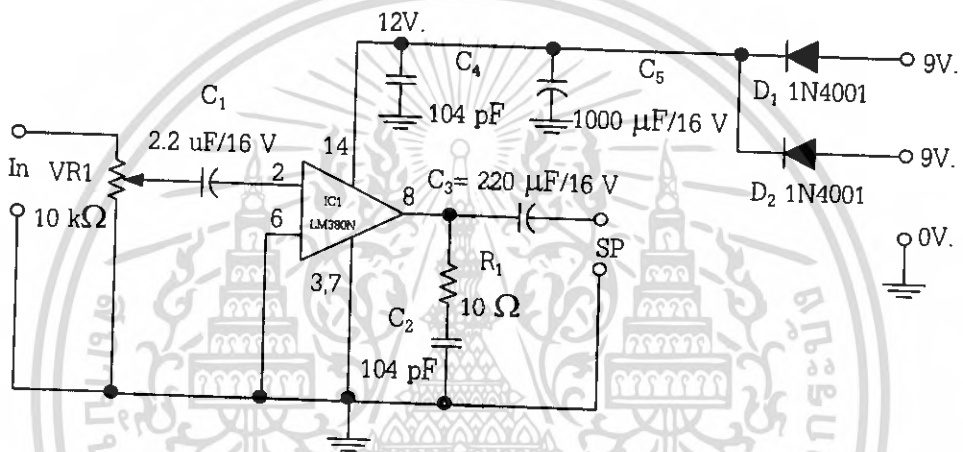 12V.
C4
C5
9V.
D1 1N4001
C1
104 pF
1000 μF/16 V
In
VR1
2.2 uF/16 V
14
9V.
2
IC1
LM380N
8
C3= 220 μF/16 V
D2 1N4001
10 kΩ
6
SP
0V.
3,7
R1
10 Ω
C2
104 pF